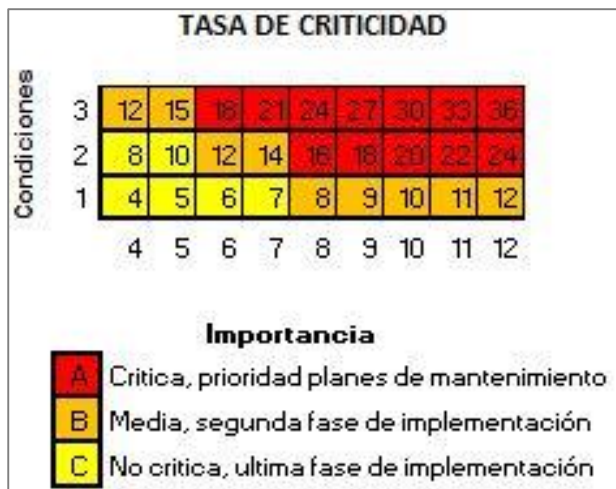 TASA DE CRITICIDAD
Condiciones
3 12 15 18 21 24 27 30 33 36
2 8 10 12 14 16 18 20 22 24
1 4 5 6 7 8 9 10 11 12
4 5 6 7 8 9 10 11 12
Importancia
A Critica, prioridad planes de mantenimiento
B Media, segunda fase de implementación
C No critica, ultima fase de implementación